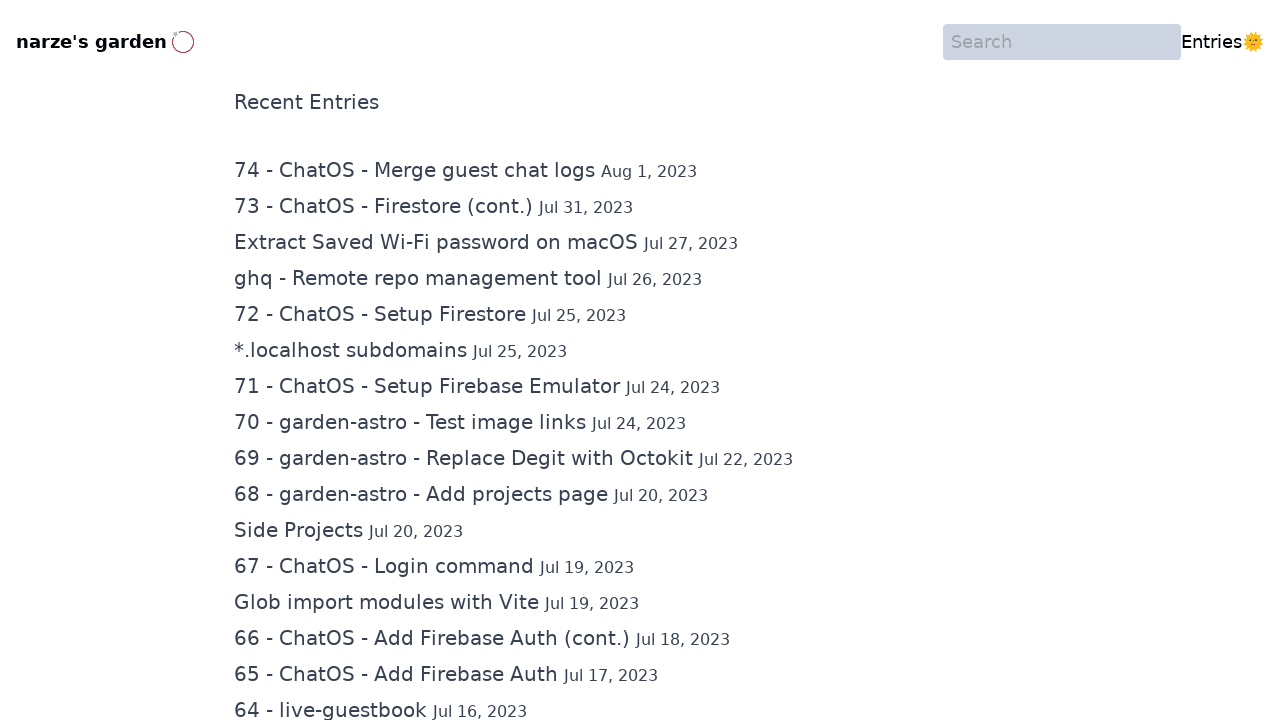 narze's garden
Search
Entries
Recent Entries
74 - ChatOS - Merge guest chat logs Aug 1, 2023
73 - ChatOS - Firestore (cont.) Jul 31, 2023
Extract Saved Wi-Fi password on macOS Jul 27, 2023
ghq - Remote repo management tool Jul 26, 2023
72 - ChatOS - Setup Firestore Jul 25, 2023
*.localhost subdomains Jul 25, 2023
71 - ChatOS - Setup Firebase Emulator Jul 24, 2023
70 - garden-astro - Test image links Jul 24, 2023
69 - garden-astro - Replace Degit with Octokit Jul 22, 2023
68 - garden-astro - Add projects page Jul 20, 2023
Side Projects Jul 20, 2023
67 - ChatOS - Login command Jul 19, 2023
Glob import modules with Vite Jul 19, 2023
66 - ChatOS - Add Firebase Auth (cont.) Jul 18, 2023
65 - ChatOS - Add Firebase Auth Jul 17, 2023
64 - live-guestbook Jul 16, 2023